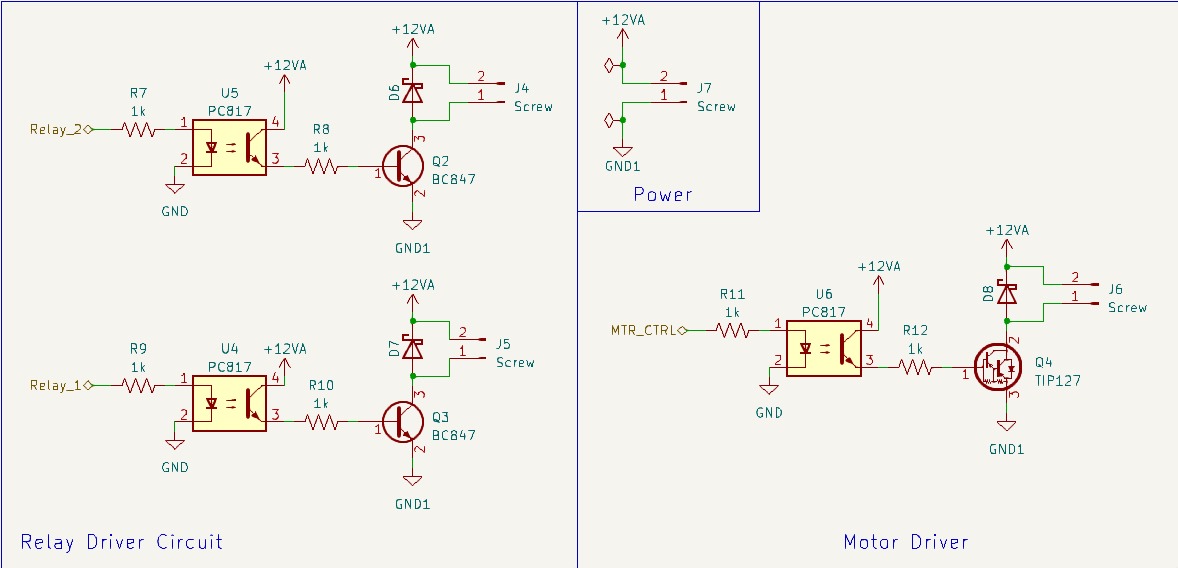 +12VA
+12VA
R7
1k
U5
PC817
Relay_2
1
2
4
3
R8
1k
D6
2
1
J4
Screw
3
1
2
Q2
BC847
GND
GND1
+12VA
+12VA
R9
1k
U4
PC817
Relay_1
1
2
4
3
R10
1k
D7
2
1
J5
Screw
3
1
2
Q3
BC847
GND
GND1
Relay Driver Circuit
+12VA
2
1
J7
Screw
GND1
Power
+12VA
+12VA
R11
1k
U6
PC817
MTR_CTRL
1
2
4
3
R12
1k
D8
2
1
J6
Screw
2
1
3
Q4
TIP127
GND
GND1
Motor Driver